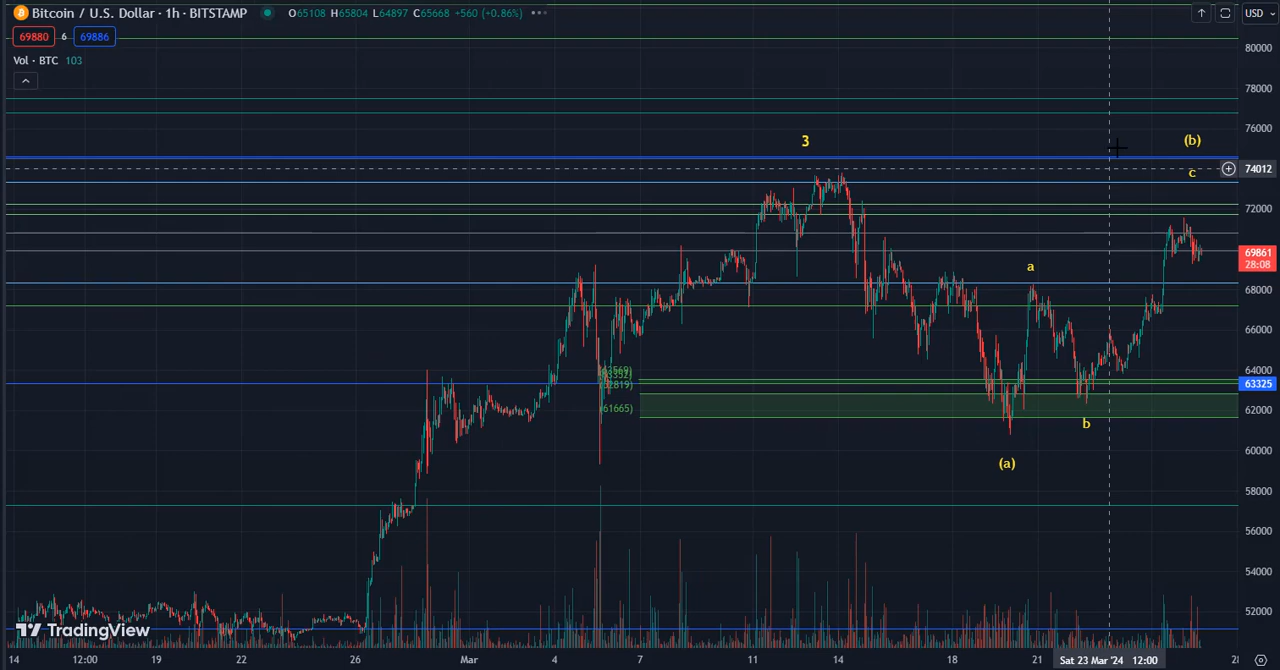 Bitcoin / U.S. Dollar · 1h · BITSTAMP O65108 H65804 L64897 C65668 +560 (+0.86%) USD
69880 6 69886
Vol · BTC 103
80000
78000
76000
3
(b)
74012
c
72000
69861
28:08
a
68000
66000
64000
63325
62000
(61665)
b
(a)
60000
58000
56000
54000
52000
TradingView
14 12:00 19 22 26 Mar 4 7 11 14 18 21 Sat 23 Mar '24 12:00